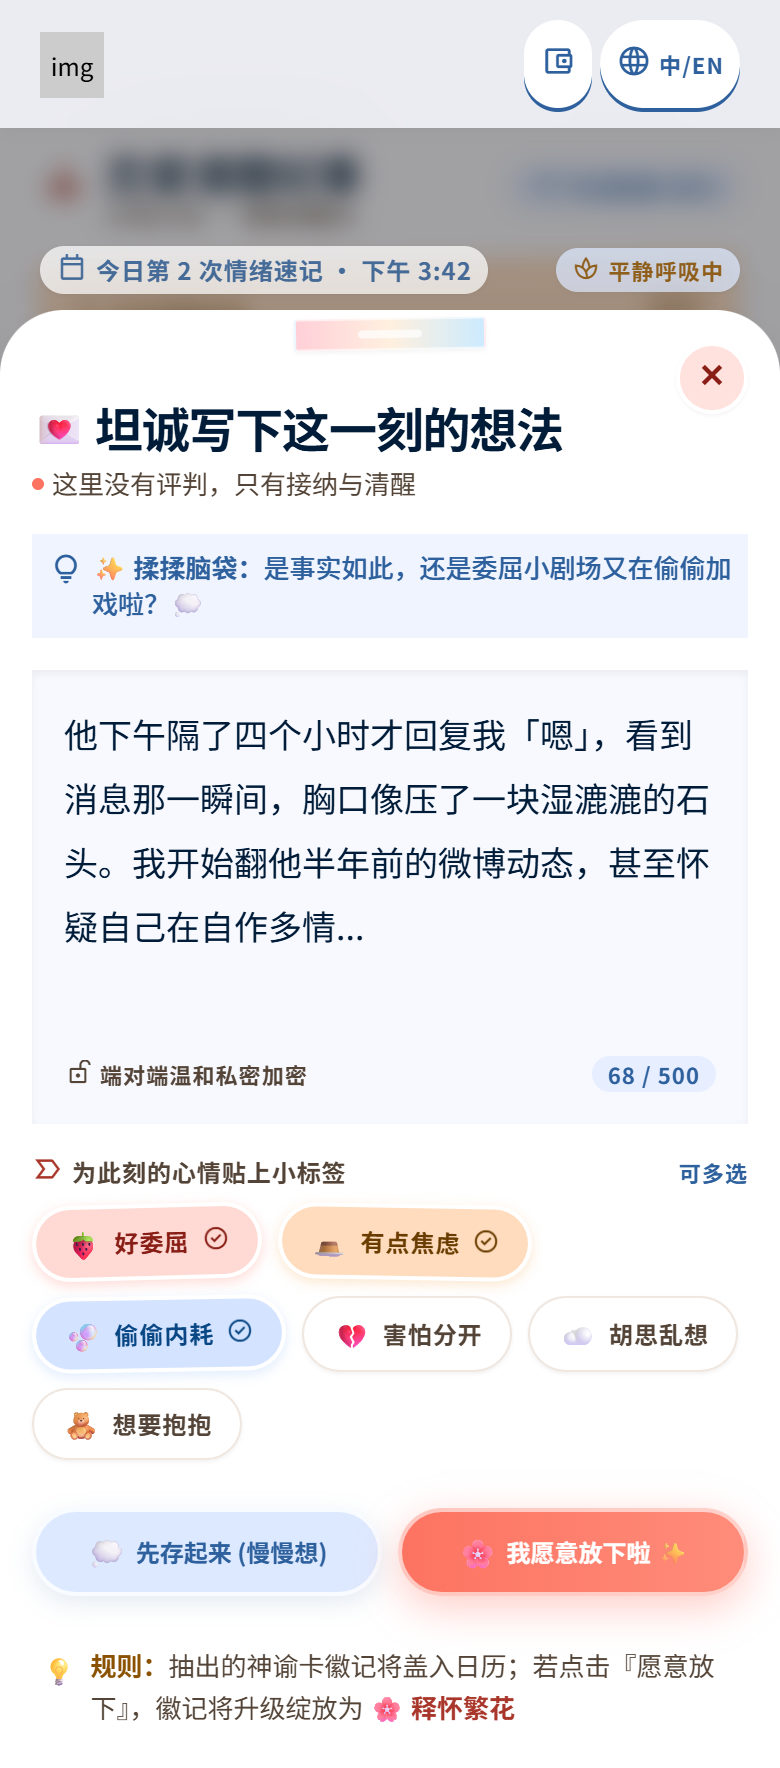 img
中/EN
今日第 2 次情绪速记 • 下午 3:42
平静呼吸中
坦诚写下这一刻的想法
这里没有评判，只有接纳与清醒
✨ 揉揉脑袋：是事实如此，还是委屈小剧场又在偷偷加
戏啦？ 💭
他下午隔了四个小时才回复我「嗯」，看到
消息那一瞬间，胸口像压了一块湿漉漉的石
头。我开始翻他半年前的微博动态，甚至怀
疑自己在自作多情...
端对端温和私密加密
68 / 500
为此刻的心情贴上小标签
可多选
🍓 好委屈
🍮 有点焦虑
🫧 偷偷内耗
💔 害怕分开
☁️ 胡思乱想
🧸 想要抱抱
💭 先存起来 (慢慢想)
🌸 我愿意放下啦 ✨
💡 规则：抽出的神谕卡徽记将盖入日历；若点击『愿意放
下』，徽记将升级绽放为 🌸 释怀繁花